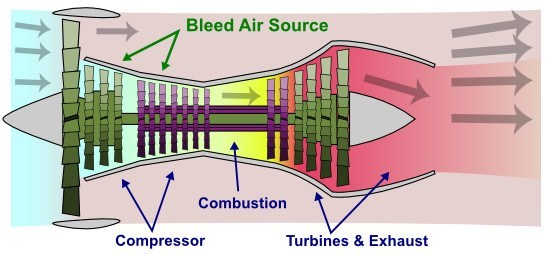 Bleed Air Source
Combustion
Compressor
Turbines & Exhaust